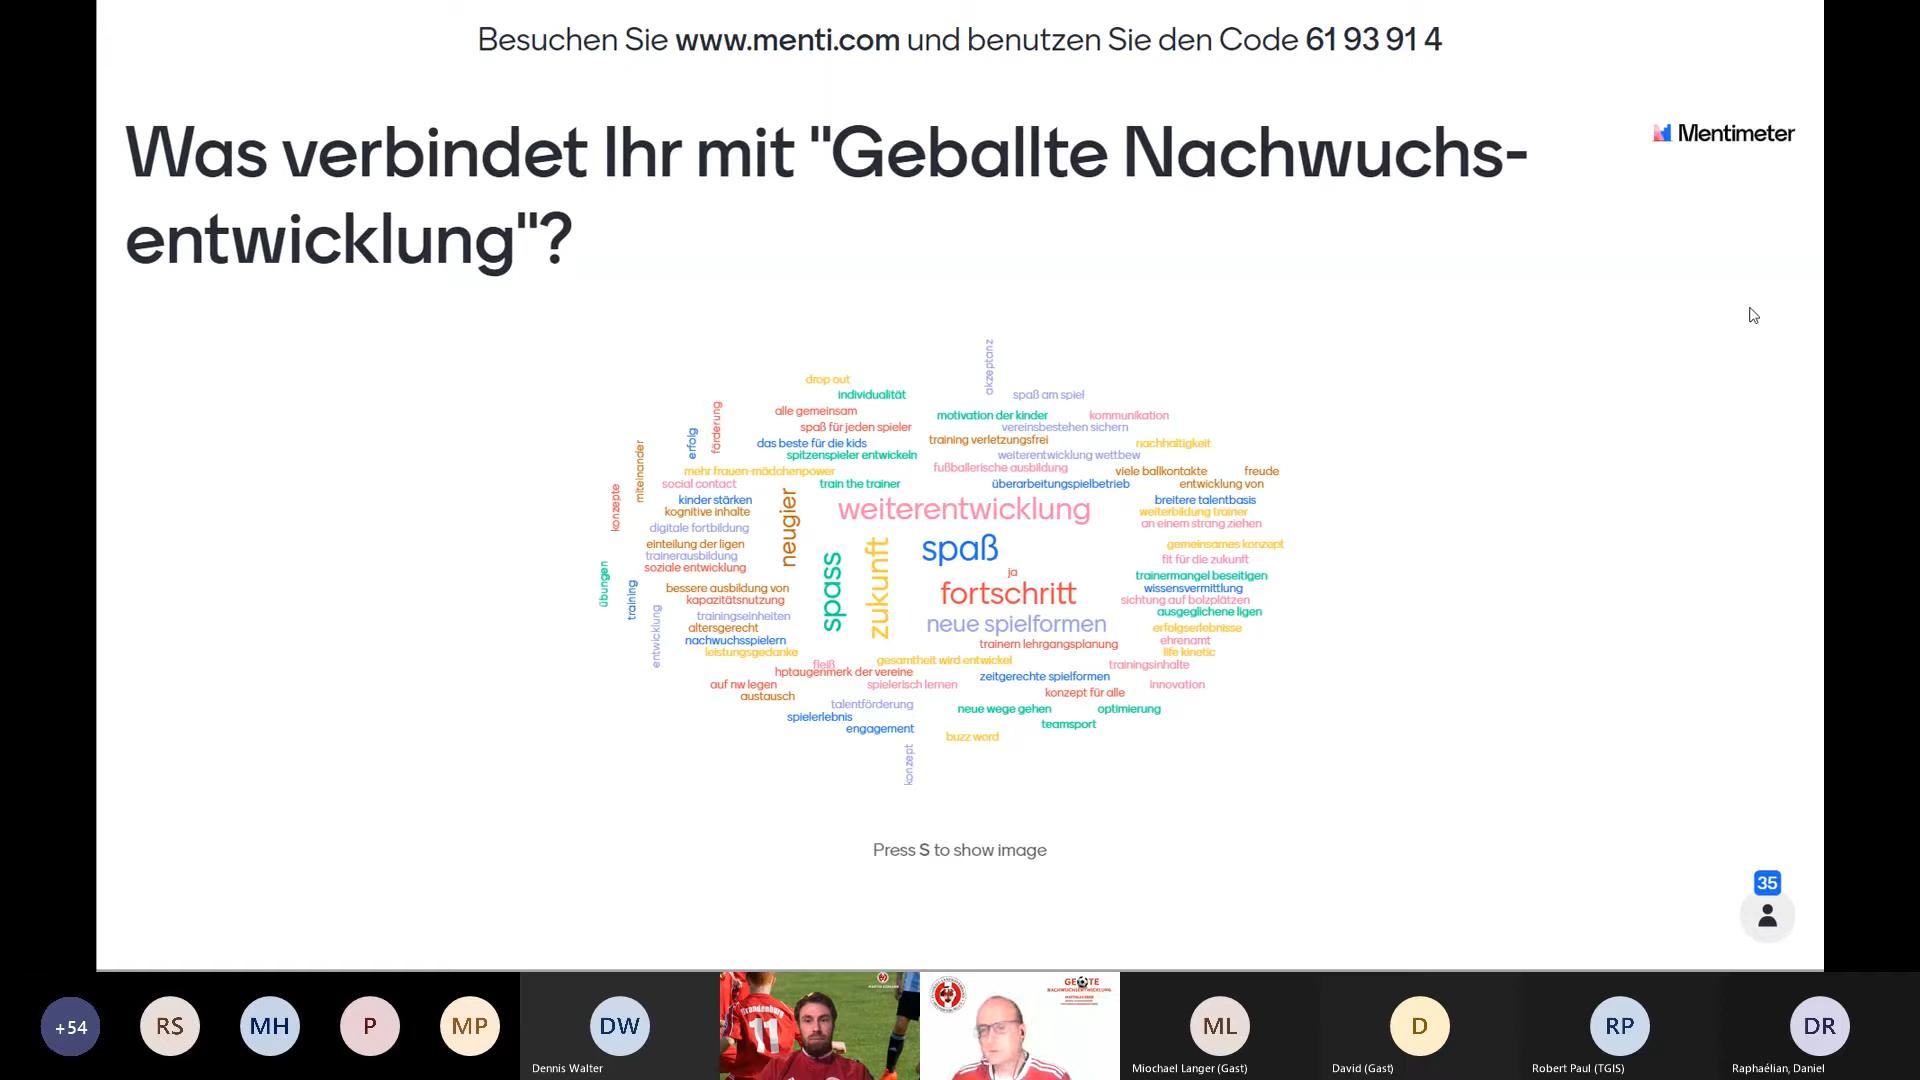 Besuchen Sie www.menti.com und benutzen Sie den Code 61 93 91 4
Mentimeter
Was verbindet Ihr mit "Geballte Nachwuchs-
entwicklung"?
akzeptanz
drop out
individualität
spaß am spiel
alle gemeinsam
motivation der kinder
kommunikation
förderung
spaß für jeden spieler
vereinsbestehen sichern
erfolg
das beste für die kids
training verletzungsfrei
nachhaltigkeit
miteinander
spitzenspieler entwickeln
weiterentwicklung wettbew
mehr frauen-mädchenpower
fußballerische ausbildung
viele ballkontakte
freude
social contact
train the trainer
überarbeitungspielbetrieb
entwicklung von
konzepte
kinder stärken
neugier
weiterentwicklung
breitere talentbasis
kognitive inhalte
weiterbildung trainer
digitale fortbildung
an einem strang ziehen
einteilung der ligen
zukunft
spaß
gemeinsames konzept
trainerausbildung
fit für die zukunft
soziale entwicklung
spass
ja
trainermangel beseitigen
übungen
training
bessere ausbildung von
fortschritt
wissensvermittlung
kapazitätsnutzung
sichtung auf bolzplätzen
entwicklung
trainingseinheiten
neue spielformen
ausgeglichene ligen
altersgerecht
erfolgserlebnisse
nachwuchsspielern
trainern lehrgangsplanung
ehrenamt
leistungsgedanke
life kinetic
fleiß
gesamtheit wird entwickel
trainingsinhalte
hptaugenmerk der vereine
zeitgerechte spielformen
auf nw legen
spielerisch lernen
konzept für alle
innovation
austausch
talentförderung
neue wege gehen
optimierung
spielerlebnis
teamsport
engagement
buzz word
konzept
Press S to show image
35
+54
RS
MH
P
MP
DW
Dennis Walter
Brandenburg
11
NACHWUCHSENTWICKLUNG
ML
Miochael Langer (Gast)
D
David (Gast)
RP
Robert Paul (TGIS)
DR
Raphaélian, Daniel